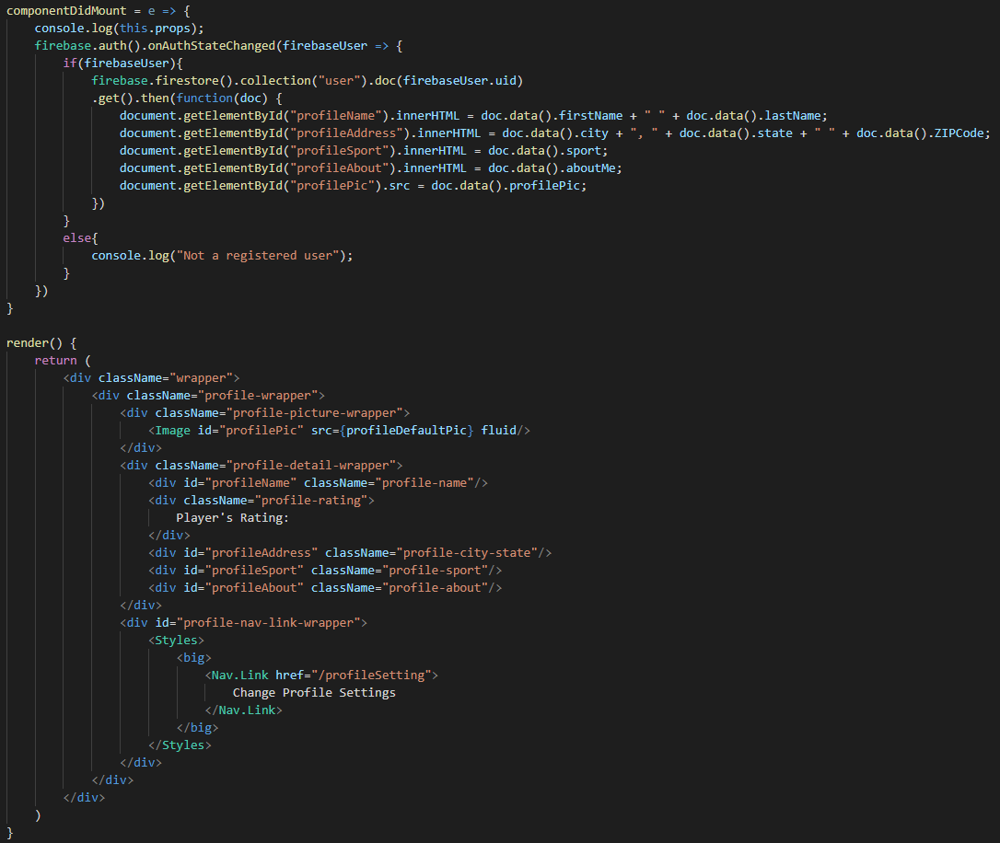 componentDidMount = e => {
    console.log(this.props);
    firebase.auth().onAuthStateChanged(firebaseUser => {
        if(firebaseUser){
            firebase.firestore().collection("user").doc(firebaseUser.uid)
            .get().then(function(doc) {
                document.getElementById("profileName").innerHTML = doc.data().firstName + " " + doc.data().lastName;
                document.getElementById("profileAddress").innerHTML = doc.data().city + ", " + doc.data().state + " " + doc.data().ZIPCode;
                document.getElementById("profileSport").innerHTML = doc.data().sport;
                document.getElementById("profileAbout").innerHTML = doc.data().aboutMe;
                document.getElementById("profilePic").src = doc.data().profilePic;
            })
        }
        else{
            console.log("Not a registered user");
        }
    })
}

render() {
    return (
        <div className="wrapper">
            <div className="profile-wrapper">
                <div className="profile-picture-wrapper">
                    <Image id="profilePic" src={profileDefaultPic} fluid/>
                </div>
                <div className="profile-detail-wrapper">
                    <div id="profileName" className="profile-name"/>
                    <div className="profile-rating">
                        Player's Rating:
                    </div>
                    <div id="profileAddress" className="profile-city-state"/>
                    <div id="profileSport" className="profile-sport"/>
                    <div id="profileAbout" className="profile-about"/>
                </div>
                <div id="profile-nav-link-wrapper">
                    <Styles>
                        <big>
                            <Nav.Link href="/profileSetting">
                                Change Profile Settings
                            </Nav.Link>
                        </big>
                    </Styles>
                </div>
            </div>
        </div>
    )
}